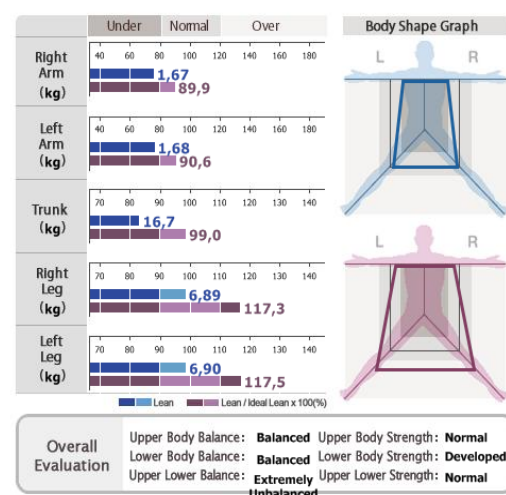 Under Normal Over Body Shape Graph
Right Arm (kg)
40 60 80 100 120 140 160 180
1,67
89,9
Left Arm (kg)
40 60 80 100 120 140 160 180
1,68
90,6
Trunk (kg)
70 80 90 100 110 120 130 140
16,7
99,0
Right Leg (kg)
70 80 90 100 110 120 130 140
6,89
117,3
Left Leg (kg)
70 80 90 100 110 120 130 140
6,90
117,5
Lean Lean / Ideal Lean x 100(%)
L R
L R
Overall Evaluation
Upper Body Balance: Balanced Upper Body Strength: Normal
Lower Body Balance: Balanced Lower Body Strength: Developed
Upper Lower Balance: Extremely Unbalanced Upper Lower Strength: Normal